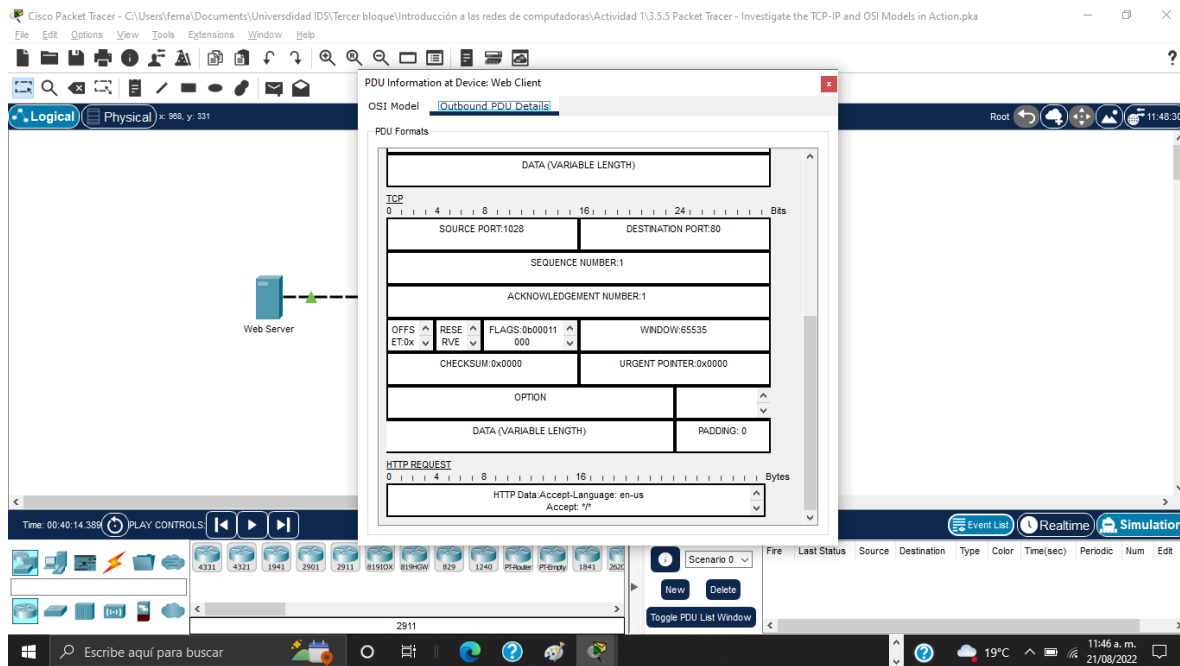 Cisco Packet Tracer - C:\Users\ferna\Documents\Universdidad IDS\Tercer bloque\Introducción a las redes de computadoras\Actividad 1\3.5.5 Packet Tracer - Investigate the TCP-IP and OSI Models in Action.pka
File Edit Options View Tools Extensions Window Help
?
Logical Physical x: 968, y: 331
Root 11:48:30
PDU Information at Device: Web Client
x
OSI Model Outbound PDU Details
PDU Formats
DATA (VARIABLE LENGTH)
TCP
0 4 8 16 24 Bits
SOURCE PORT:1028 DESTINATION PORT:80
SEQUENCE NUMBER:1
ACKNOWLEDGEMENT NUMBER:1
OFFS RESE FLAGS:0b00011 WINDOW:65535
ET:0x RVE 000
CHECKSUM:0x0000 URGENT POINTER:0x0000
OPTION
DATA (VARIABLE LENGTH) PADDING: 0
HTTP REQUEST
0 4 8 16 Bytes
HTTP Data:Accept-Language: en-us
Accept: */*
Web Server
Time: 00:40:14.389 PLAY CONTROLS:
Event List Realtime Simulation
4331 4321 1941 2901 2911 819IOX 819HGW 829 1240 PT-Router PT-Empty 1841 2620
2911
Scenario 0
New Delete
Toggle PDU List Window
Fire Last Status Source Destination Type Color Time(sec) Periodic Num Edit
Escribe aquí para buscar
19°C
11:46 a. m.
21/08/2022